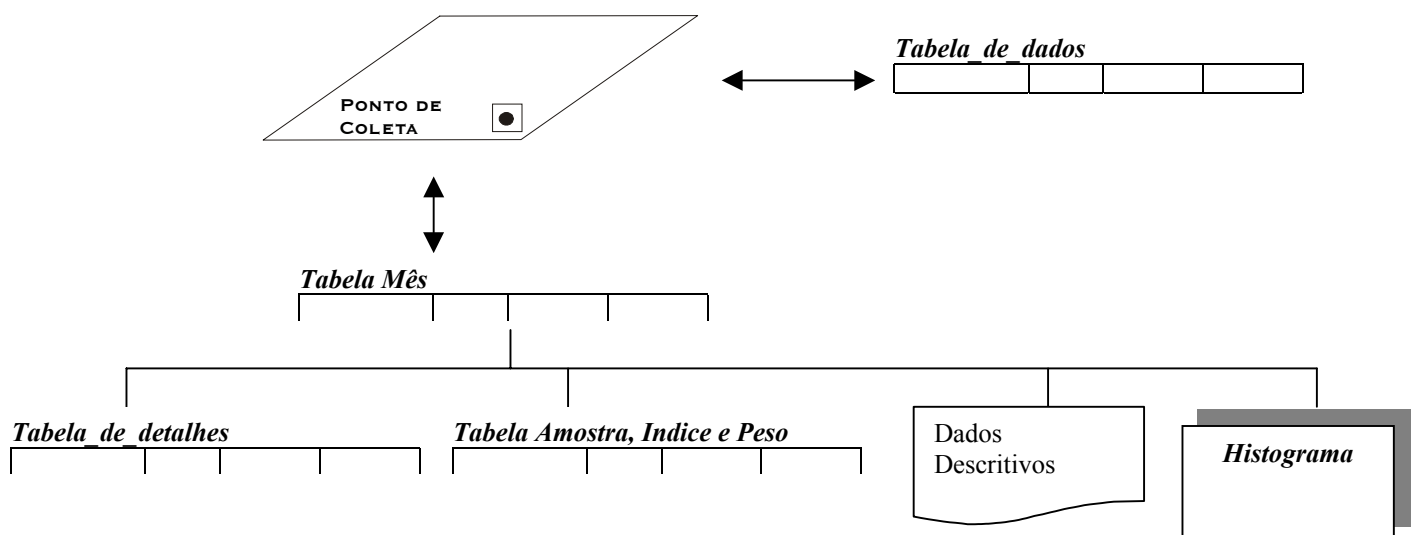 Tabela_de_dados
PONTO DE
COLETA
Tabela Mês
Tabela_de_detalhes
Tabela Amostra, Indice e Peso
Dados
Descritivos
Histograma